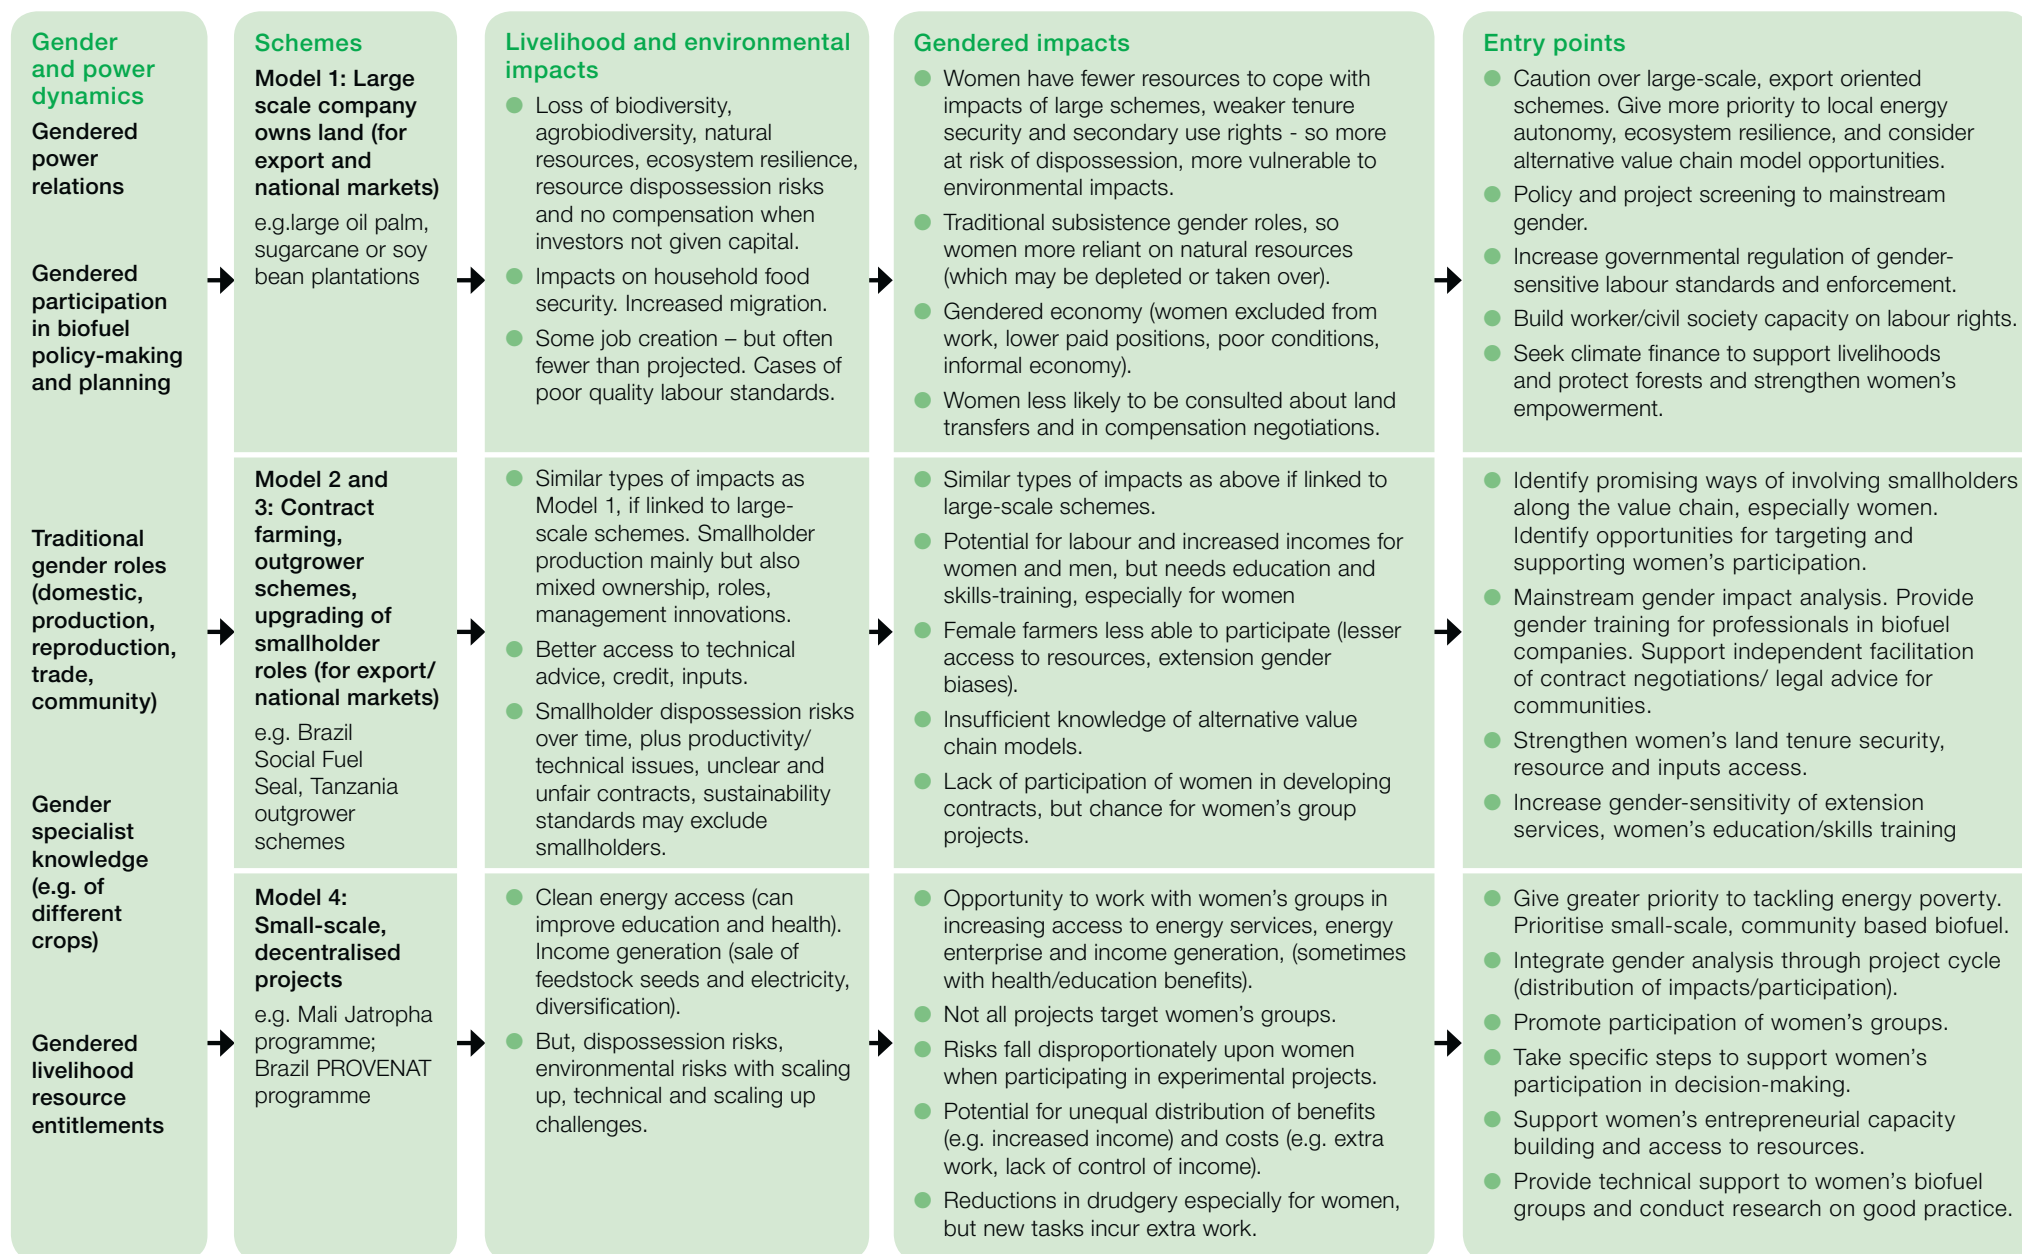 Gender
and power
dynamics
Gendered
power
relations
Gendered
participation
in biofuel
policy-making
and planning
Traditional
gender roles
(domestic,
production,
reproduction,
trade,
community)
Gender
specialist
knowledge
(e.g. of
different
crops)
Gendered
livelihood
resource
entitlements
Schemes
Model 1: Large
scale company
owns land (for
export and
national markets)
e.g.large oil palm,
sugarcane or soy
bean plantations
Livelihood and environmental
impacts
Loss of biodiversity,
agrobiodiversity, natural
resources, ecosystem resilience,
resource dispossession risks
and no compensation when
investors not given capital.
Impacts on household food
security. Increased migration.
Some job creation – but often
fewer than projected. Cases of
poor quality labour standards.
Gendered impacts
Women have fewer resources to cope with
impacts of large schemes, weaker tenure
security and secondary use rights - so more
at risk of dispossession, more vulnerable to
environmental impacts.
Traditional subsistence gender roles, so
women more reliant on natural resources
(which may be depleted or taken over).
Gendered economy (women excluded from
work, lower paid positions, poor conditions,
informal economy).
Women less likely to be consulted about land
transfers and in compensation negotiations.
Entry points
Caution over large-scale, export oriented
schemes. Give more priority to local energy
autonomy, ecosystem resilience, and consider
alternative value chain model opportunities.
Policy and project screening to mainstream
gender.
Increase governmental regulation of gender-
sensitive labour standards and enforcement.
Build worker/civil society capacity on labour rights.
Seek climate finance to support livelihoods
and protect forests and strengthen women's
empowerment.
Model 2 and
3: Contract
farming,
outgrower
schemes,
upgrading of
smallholder
roles (for export/
national markets)
e.g. Brazil
Social Fuel
Seal, Tanzania
outgrower
schemes
Similar types of impacts as
Model 1, if linked to large-
scale schemes. Smallholder
production mainly but also
mixed ownership, roles,
management innovations.
Better access to technical
advice, credit, inputs.
Smallholder dispossession risks
over time, plus productivity/
technical issues, unclear and
unfair contracts, sustainability
standards may exclude
smallholders.
Similar types of impacts as above if linked to
large-scale schemes.
Potential for labour and increased incomes for
women and men, but needs education and
skills-training, especially for women
Female farmers less able to participate (lesser
access to resources, extension gender
biases).
Insufficient knowledge of alternative value
chain models.
Lack of participation of women in developing
contracts, but chance for women's group
projects.
Identify promising ways of involving smallholders
along the value chain, especially women.
Identify opportunities for targeting and
supporting women's participation.
Mainstream gender impact analysis. Provide
gender training for professionals in biofuel
companies. Support independent facilitation
of contract negotiations/ legal advice for
communities.
Strengthen women's land tenure security,
resource and inputs access.
Increase gender-sensitivity of extension
services, women's education/skills training
Model 4:
Small-scale,
decentralised
projects
e.g. Mali Jatropha
programme;
Brazil PROVENAT
programme
Clean energy access (can
improve education and health).
Income generation (sale of
feedstock seeds and electricity,
diversification).
But, dispossession risks,
environmental risks with scaling
up, technical and scaling up
challenges.
Opportunity to work with women's groups in
increasing access to energy services, energy
enterprise and income generation, (sometimes
with health/education benefits).
Not all projects target women's groups.
Risks fall disproportionately upon women
when participating in experimental projects.
Potential for unequal distribution of benefits
(e.g. increased income) and costs (e.g. extra
work, lack of control of income).
Reductions in drudgery especially for women,
but new tasks incur extra work.
Give greater priority to tackling energy poverty.
Prioritise small-scale, community based biofuel.
Integrate gender analysis through project cycle
(distribution of impacts/participation).
Promote participation of women's groups.
Take specific steps to support women's
participation in decision-making.
Support women's entrepreneurial capacity
building and access to resources.
Provide technical support to women's biofuel
groups and conduct research on good practice.